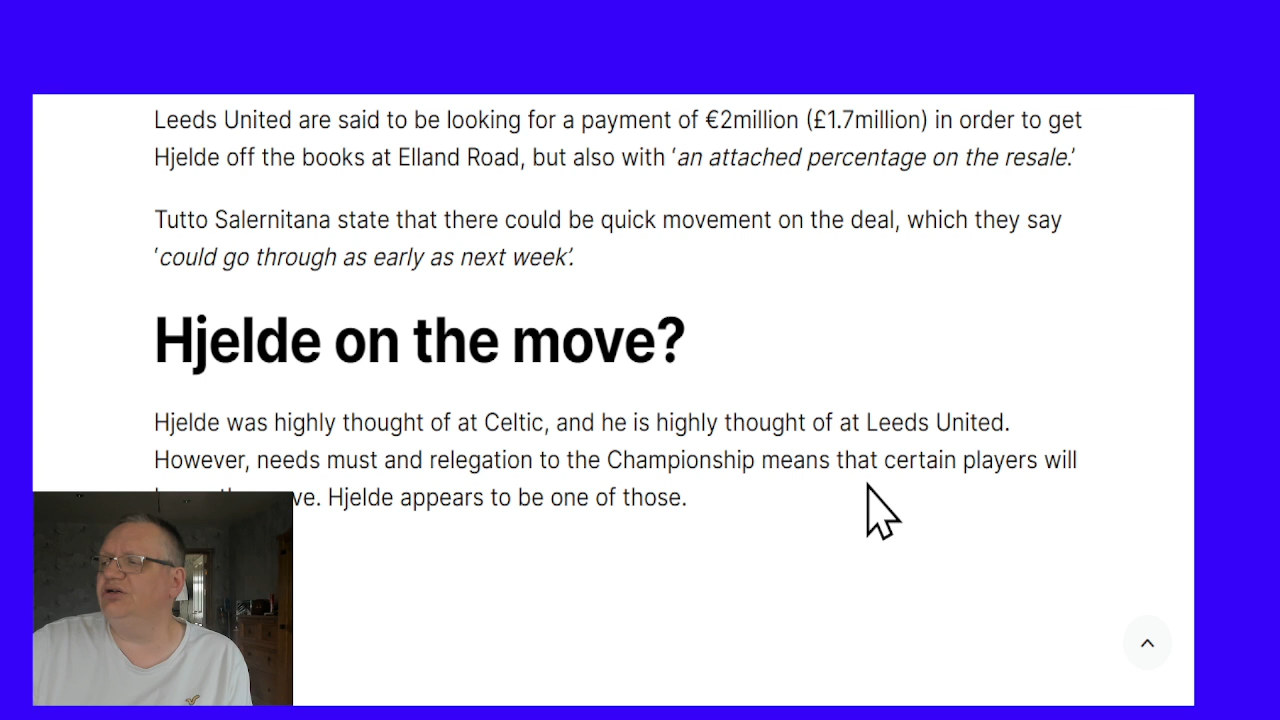 Leeds United are said to be looking for a payment of €2million (£1.7million) in order to get
Hjelde off the books at Elland Road, but also with ‘an attached percentage on the resale.’
Tutto Salernitana state that there could be quick movement on the deal, which they say
‘could go through as early as next week’.
Hjelde on the move?
Hjelde was highly thought of at Celtic, and he is highly thought of at Leeds United.
However, needs must and relegation to the Championship means that certain players will
Hjelde appears to be one of those.